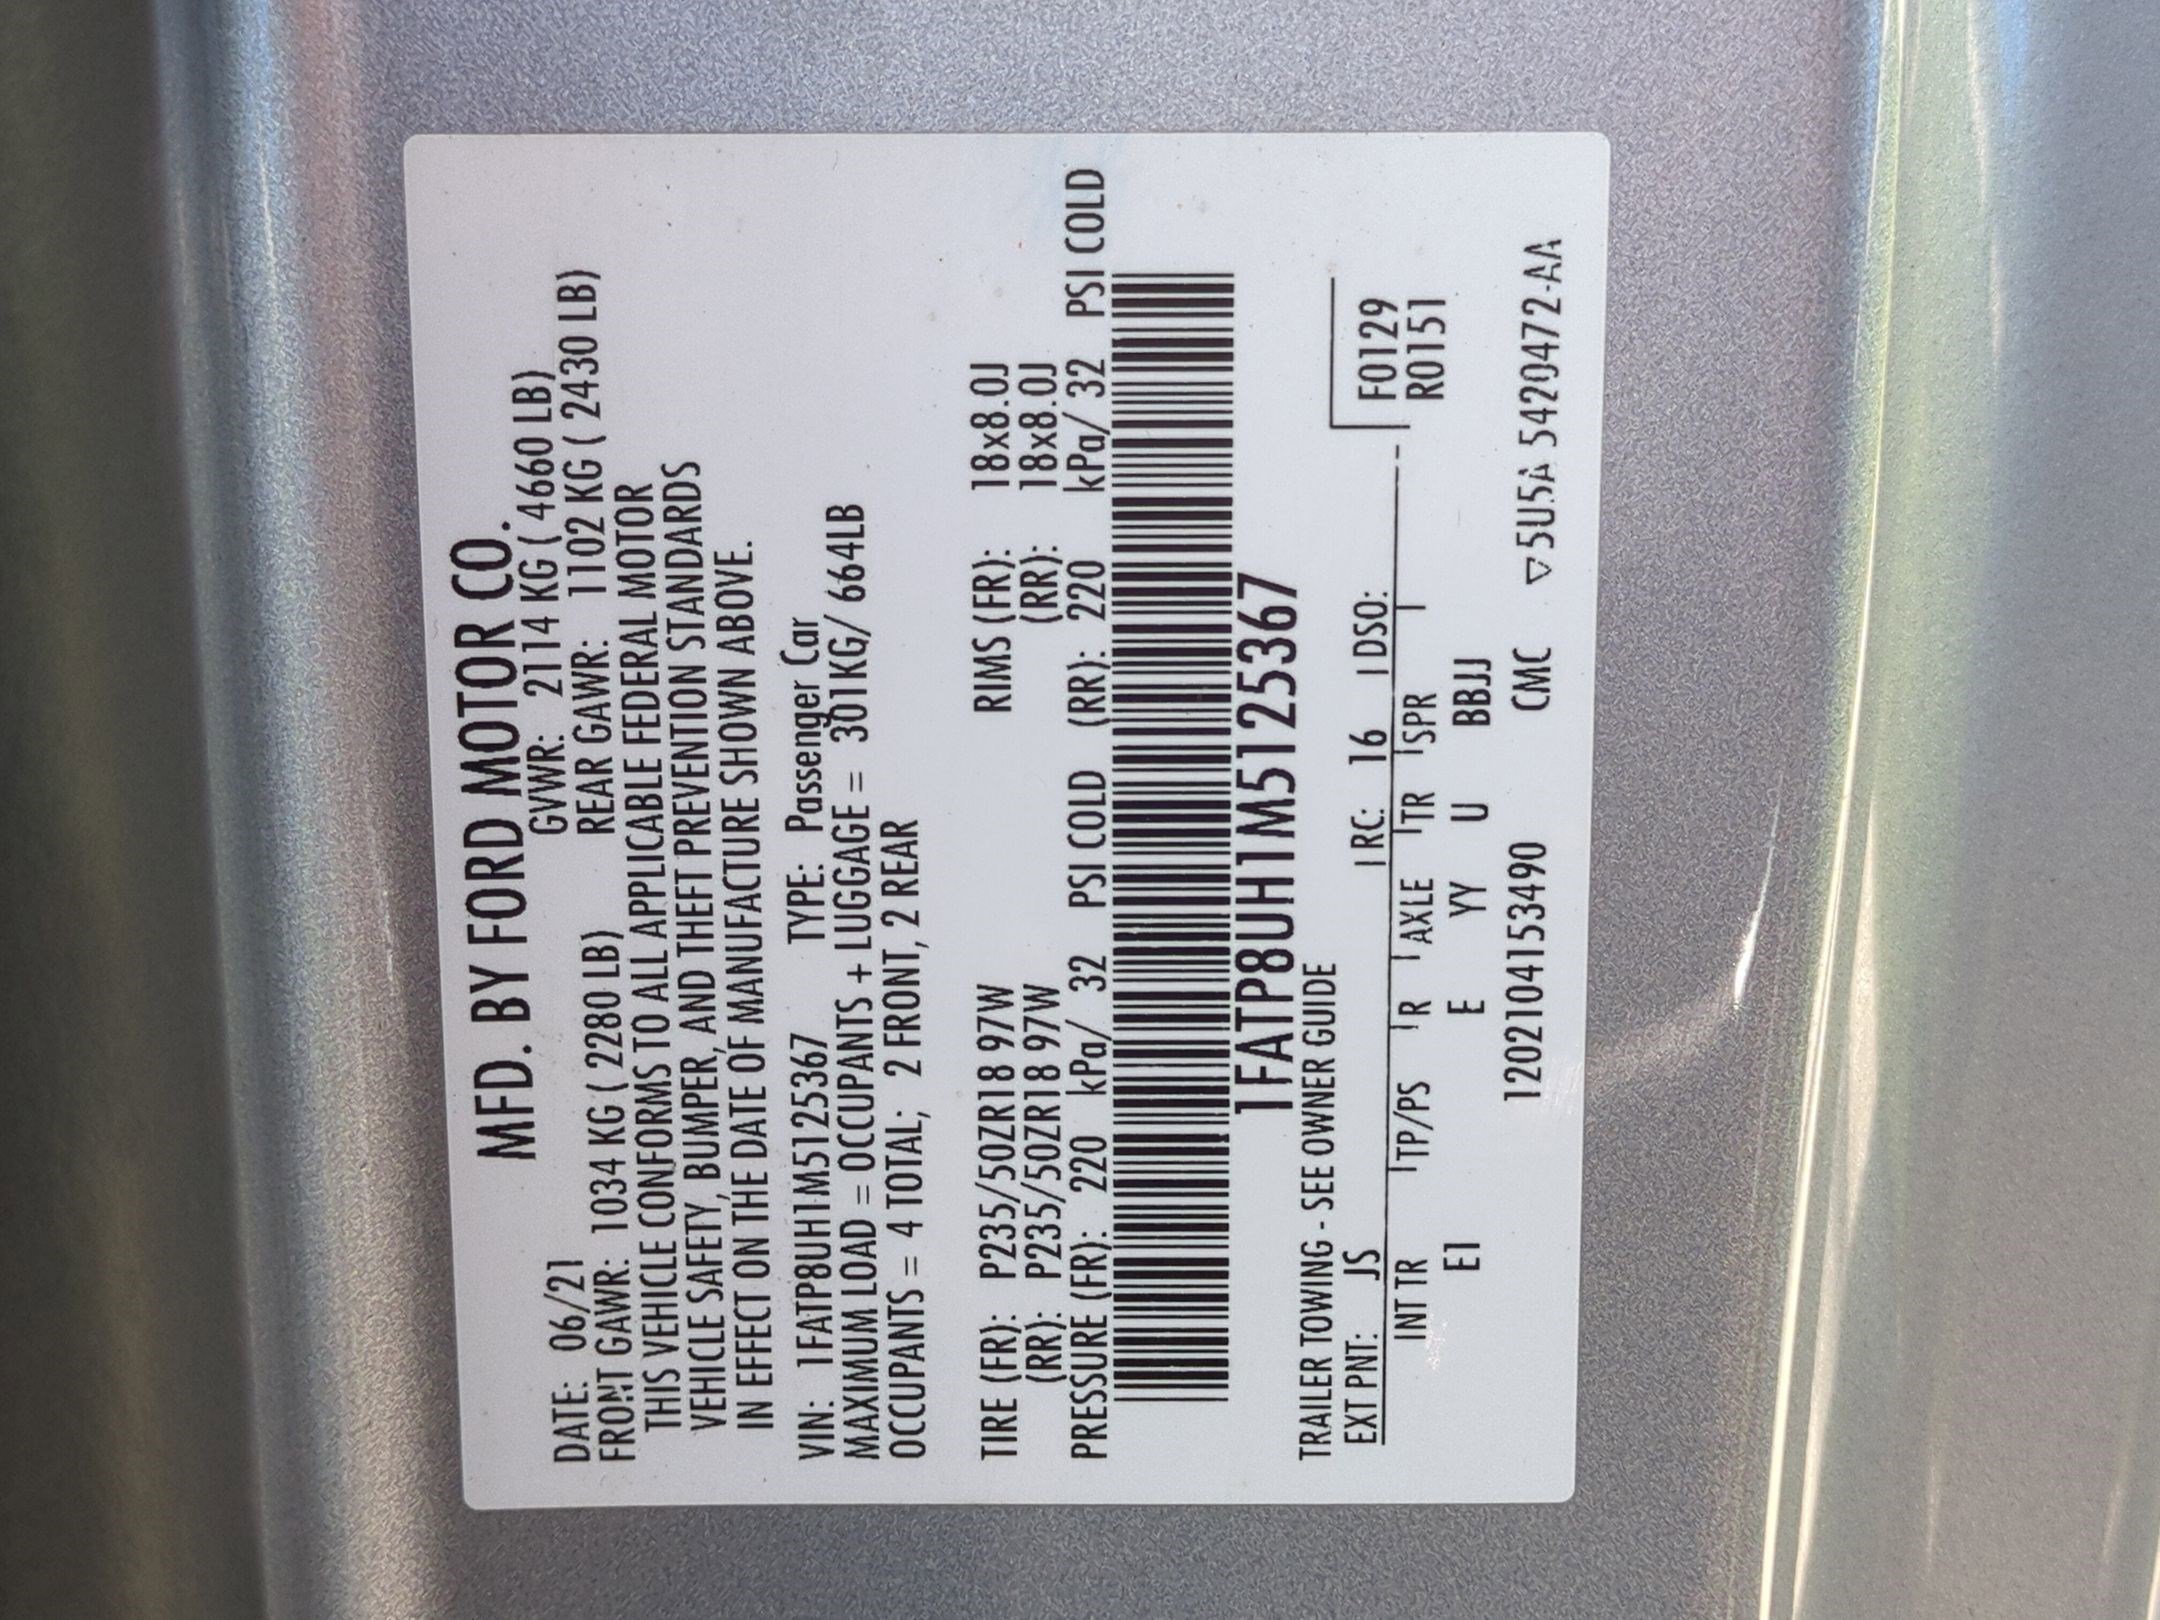 MFD. BY FORD MOTOR CO.
DATE: 06/21 GVWR: 2114 KG ( 4660 LB)
FRONT GAWR: 1034 KG ( 2280 LB) REAR GAWR: 1102 KG ( 2430 LB)
THIS VEHICLE CONFORMS TO ALL APPLICABLE FEDERAL MOTOR
VEHICLE SAFETY, BUMPER, AND THEFT PREVENTION STANDARDS
IN EFFECT ON THE DATE OF MANUFACTURE SHOWN ABOVE.
VIN: 1FATP8UH1M5125367 TYPE: Passenger Car
MAXIMUM LOAD = OCCUPANTS + LUGGAGE = 301KG/ 664LB
OCCUPANTS = 4 TOTAL; 2 FRONT, 2 REAR
TIRE (FR): P235/50ZR18 97W RIMS (FR): 18x8.0J
(RR): P235/50ZR18 97W (RR): 18x8.0J
PRESSURE (FR): 220 kPa/ 32 PSI COLD (RR): 220 kPa/ 32 PSI COLD
1FATP8UH1M5125367
TRAILER TOWING - SEE OWNER GUIDE
EXT PNT: JS RC: 16 DSO:
F0129
INT TR TP/PS R AXLE TR SPR
R0151
E1 E YY U BBJJ
1202104153490 CMC ▽5U5A 5420472-AA